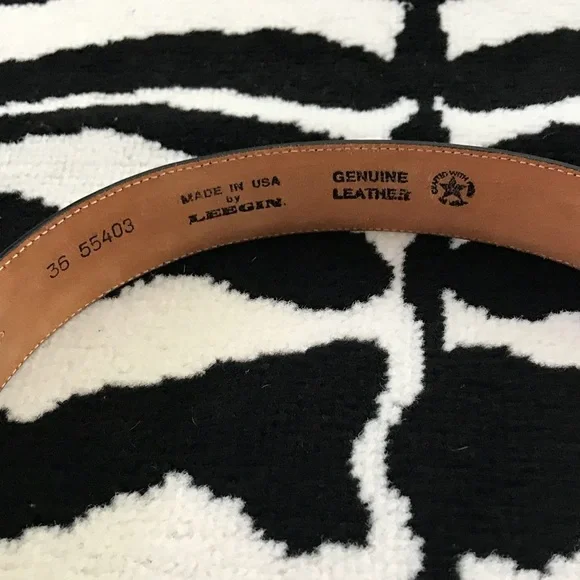 36 55403
MADE IN USA
by
LEEGIN
GENUINE
LEATHER